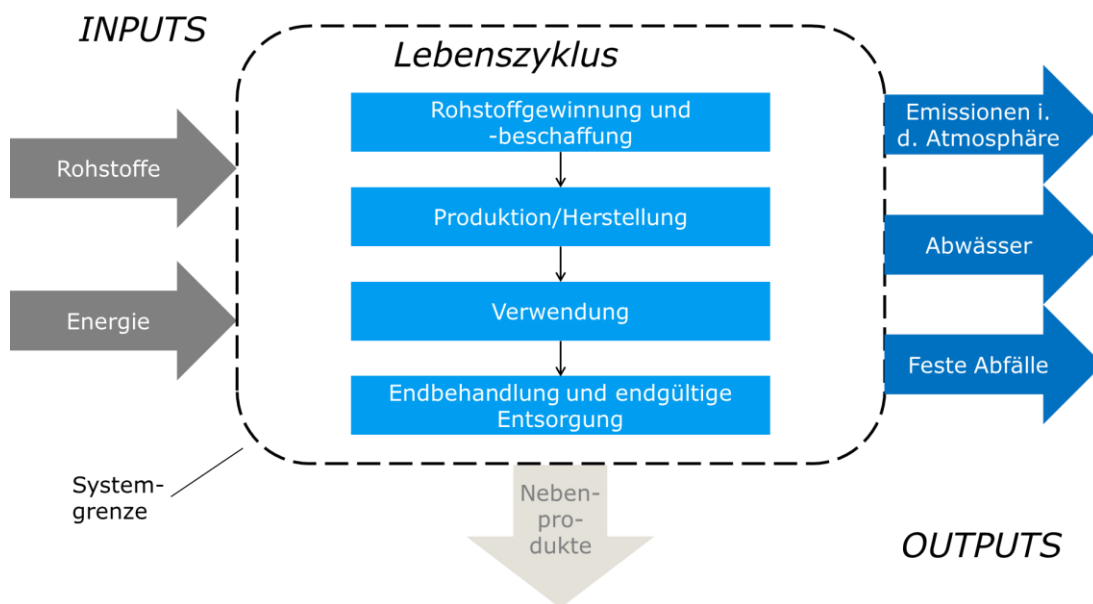 INPUTS
Lebenszyklus
Rohstoffgewinnung und
-beschaffung
Emissionen i.
d. Atmosphäre
Rohstoffe
Produktion/Herstellung
Abwässer
Energie
Verwendung
Feste Abfälle
Endbehandlung und endgültige
Entsorgung
System-
grenze
Neben-
pro-
dukte
OUTPUTS